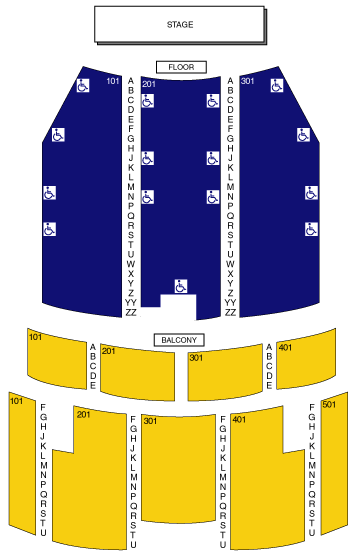 STAGE
FLOOR
101
201
301
A A
B B
C C
D D
E E
F F
G G
H H
J J
K K
L L
M M
N N
P P
Q Q
R R
S S
T T
U U
W W
X X
Y Y
Z Z
YY YY
ZZ ZZ
BALCONY
101
201
301
401
A A
B B
C C
D D
E E
101
201
301
401
501
F F F F
G G G G
H H H H
J J J J
K K K K
L L L L
M M M M
N N N N
P P P P
Q Q Q Q
R R R R
S S S S
T T T T
U U U U